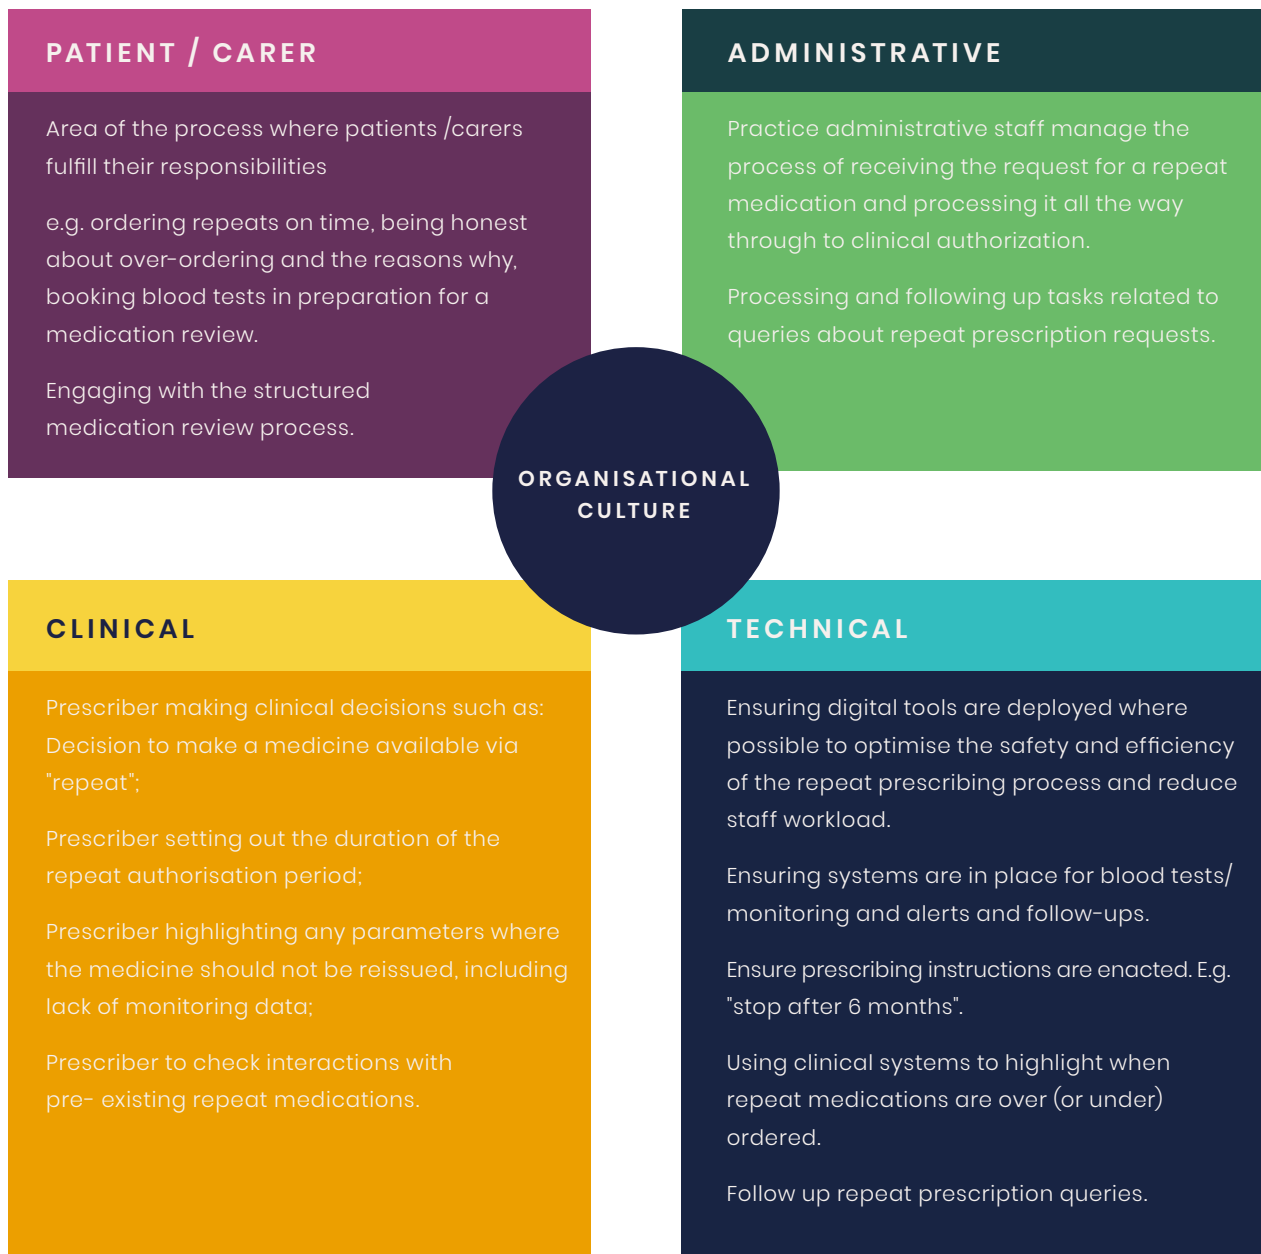 PATIENT / CARER
Area of the process where patients /carers
fulfill their responsibilities
e.g. ordering repeats on time, being honest
about over-ordering and the reasons why,
booking blood tests in preparation for a
medication review.
Engaging with the structured
medication review process.
ADMINISTRATIVE
Practice administrative staff manage the
process of receiving the request for a repeat
medication and processing it all the way
through to clinical authorization.
Processing and following up tasks related to
queries about repeat prescription requests.
ORGANISATIONAL
CULTURE
CLINICAL
Prescriber making clinical decisions such as:
Decision to make a medicine available via
"repeat";
Prescriber setting out the duration of the
repeat authorisation period;
Prescriber highlighting any parameters where
the medicine should not be reissued, including
lack of monitoring data;
Prescriber to check interactions with
pre- existing repeat medications.
TECHNICAL
Ensuring digital tools are deployed where
possible to optimise the safety and efficiency
of the repeat prescribing process and reduce
staff workload.
Ensuring systems are in place for blood tests/
monitoring and alerts and follow-ups.
Ensure prescribing instructions are enacted. E.g.
"stop after 6 months".
Using clinical systems to highlight when
repeat medications are over (or under)
ordered.
Follow up repeat prescription queries.